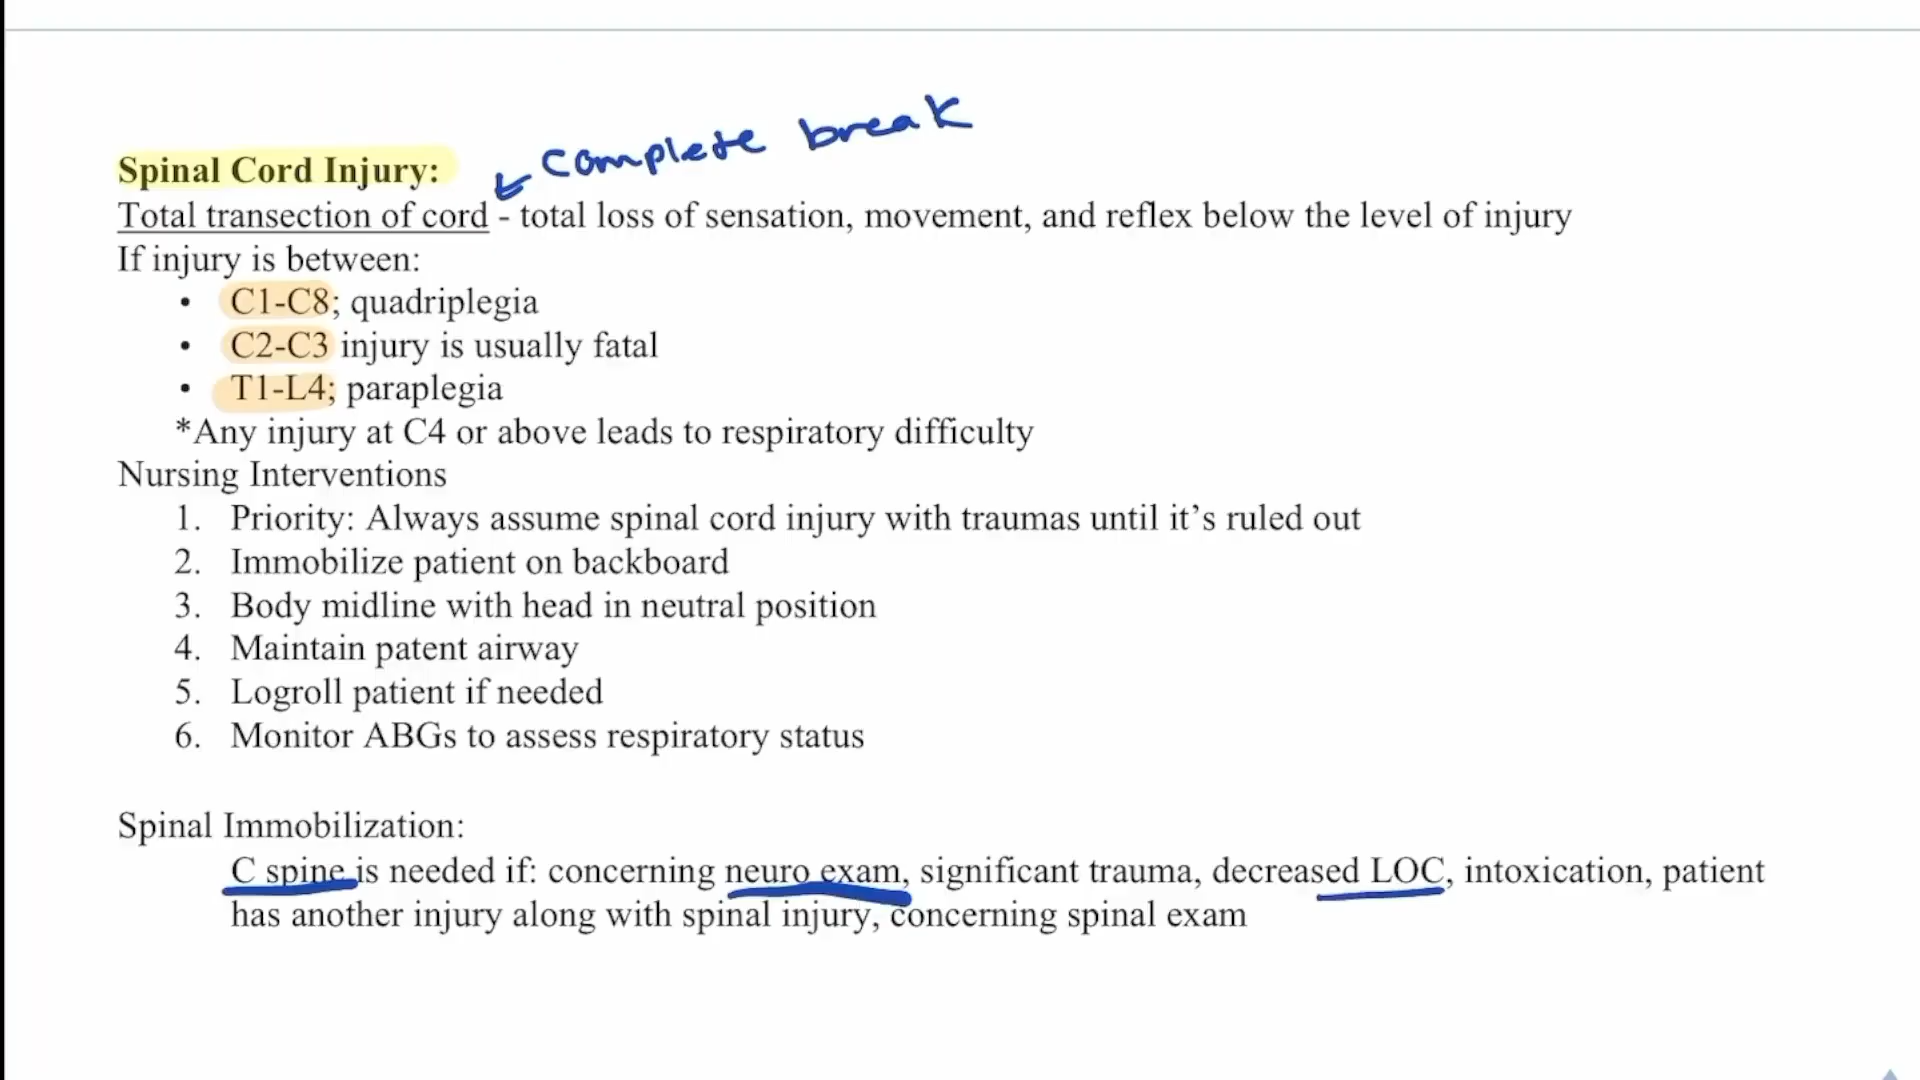 complete break
Spinal Cord Injury:
Total transection of cord - total loss of sensation, movement, and reflex below the level of injury
If injury is between:
• C1-C8; quadriplegia
• C2-C3 injury is usually fatal
• T1-L4; paraplegia
*Any injury at C4 or above leads to respiratory difficulty
Nursing Interventions
1. Priority: Always assume spinal cord injury with traumas until it’s ruled out
2. Immobilize patient on backboard
3. Body midline with head in neutral position
4. Maintain patent airway
5. Logroll patient if needed
6. Monitor ABGs to assess respiratory status
Spinal Immobilization:
C spine is needed if: concerning neuro exam, significant trauma, decreased LOC, intoxication, patient
has another injury along with spinal injury, concerning spinal exam